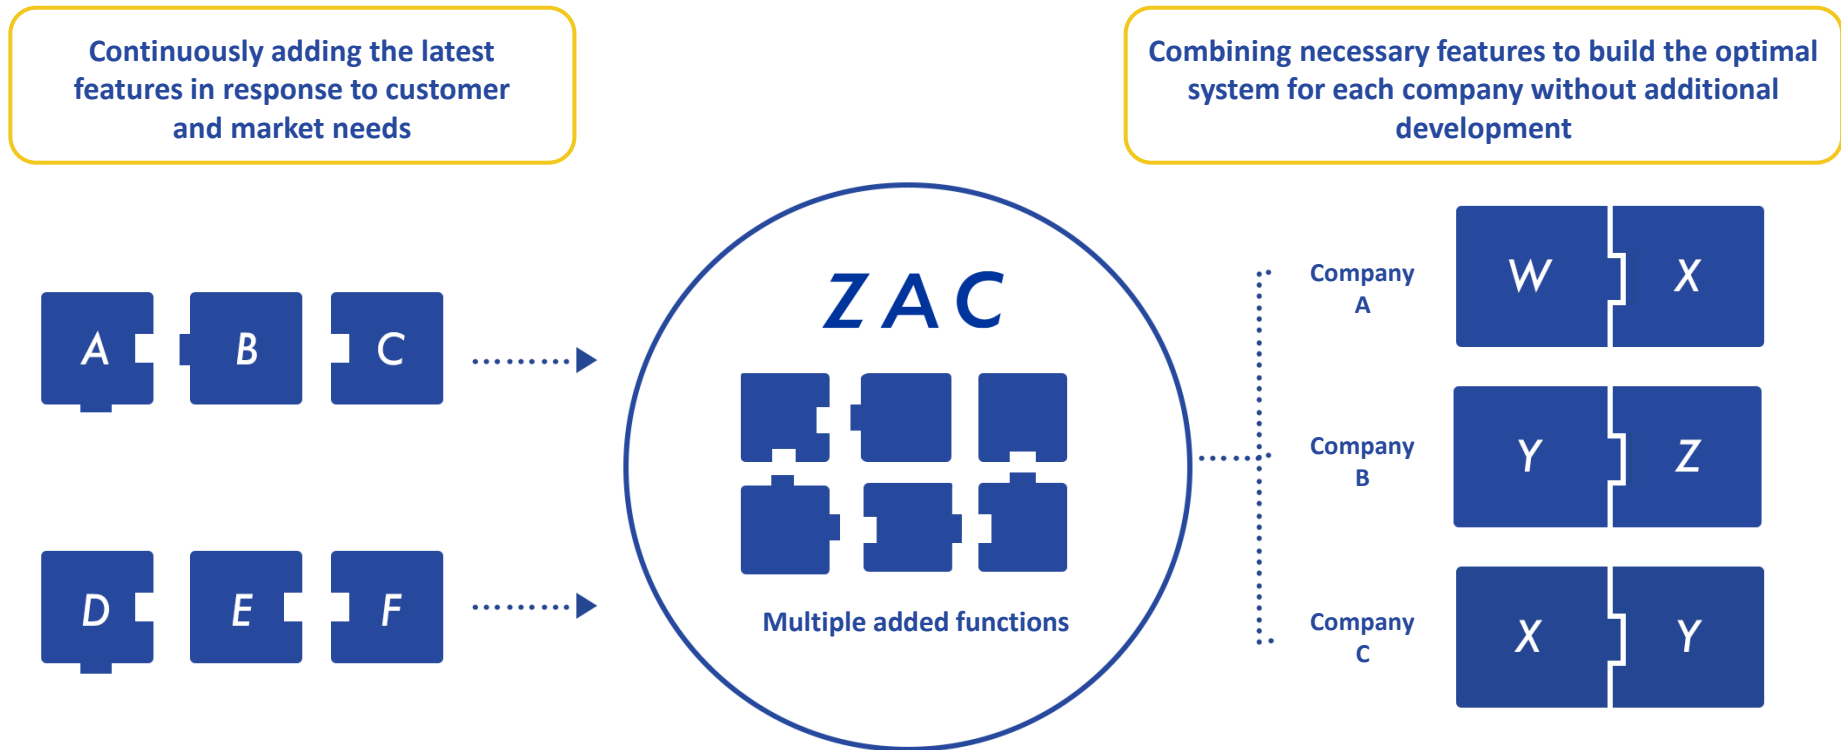 Continuously adding the latest
features in response to customer
and market needs
Combining necessary features to build the optimal
system for each company without additional
development
A
B
C
D
E
F
ZAC
Multiple added functions
Company
A
W
X
Company
B
Y
Z
Company
C
X
Y